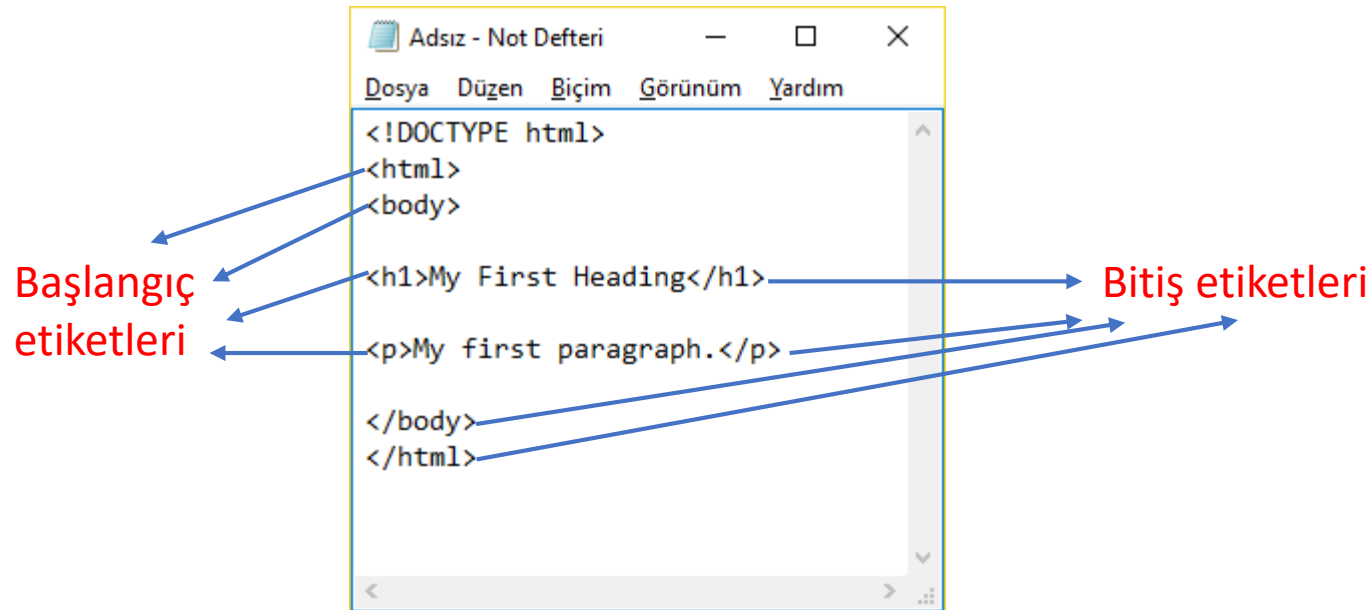 Adsız - Not Defteri
Dosya Düzen Biçim Görünüm Yardım
<!DOCTYPE html>
<html>
<body>
<h1>My First Heading</h1>
<p>My first paragraph.</p>
</body>
</html>
Başlangıç
etiketleri
Bitiş etiketleri